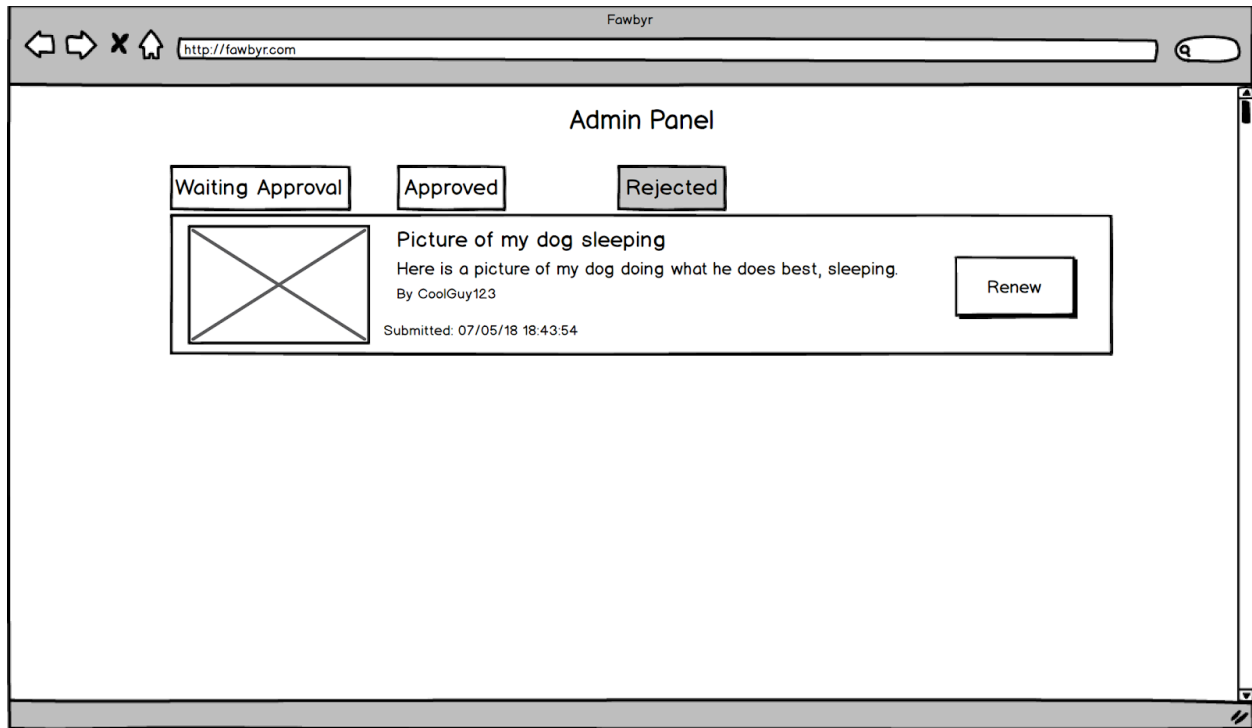 Fawbyr
http://fawbyr.com
Admin Panel
Waiting Approval
Approved
Rejected
Picture of my dog sleeping
Here is a picture of my dog doing what he does best, sleeping.
By CoolGuy123
Submitted: 07/05/18 18:43:54
Renew